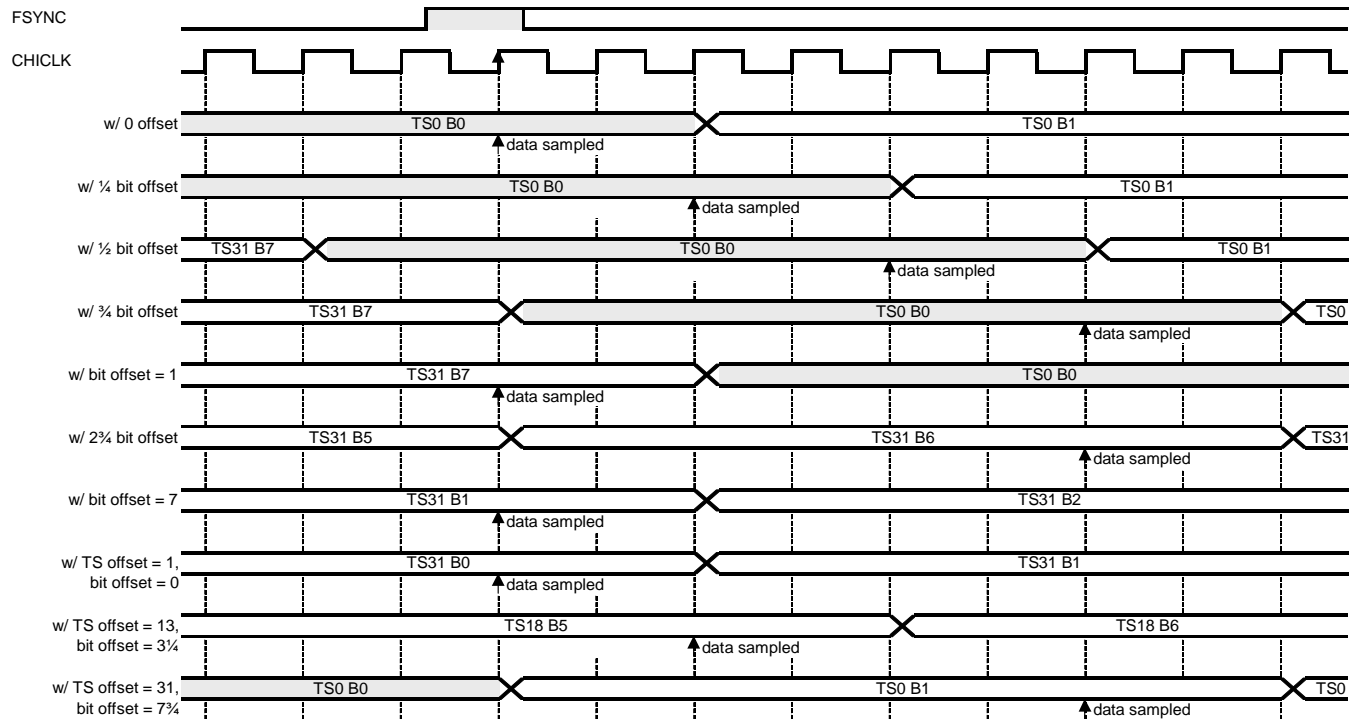 FSYNC
CHICLK
w/ 0 offset TS0 B0 TS0 B1
data sampled
w/ ¼ bit offset TS0 B0 TS0 B1
data sampled
w/ ½ bit offset TS31 B7 TS0 B0 TS0 B1
data sampled
w/ ¾ bit offset TS31 B7 TS0 B0 TS0
data sampled
w/ bit offset = 1 TS31 B7 TS0 B0
data sampled
w/ 2¾ bit offset TS31 B5 TS31 B6 TS31
data sampled
w/ bit offset = 7 TS31 B1 TS31 B2
data sampled
w/ TS offset = 1, TS31 B0 TS31 B1
bit offset = 0 data sampled
w/ TS offset = 13, TS18 B5 TS18 B6
bit offset = 3¼ data sampled
w/ TS offset = 31, TS0 B0 TS0 B1 TS0
bit offset = 7¾ data sampled